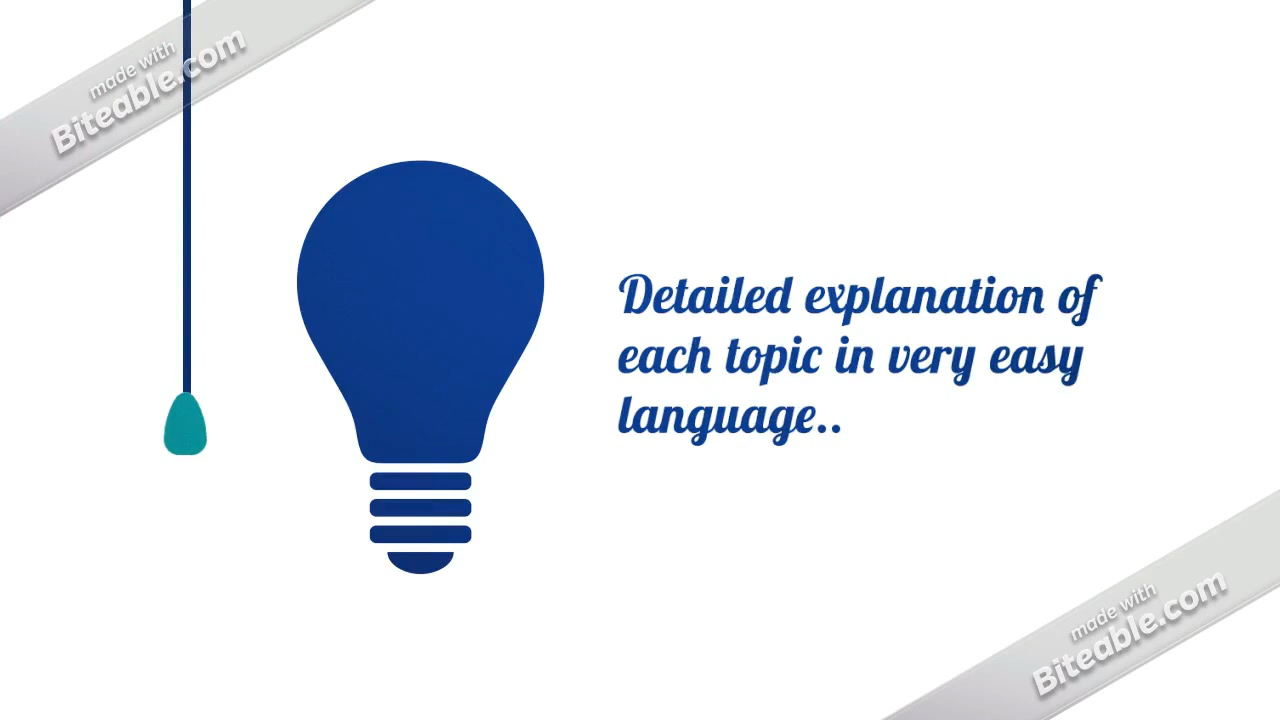 made with
Biteable.com
Detailed explanation of
each topic in very easy
language..
made with
Biteable.com